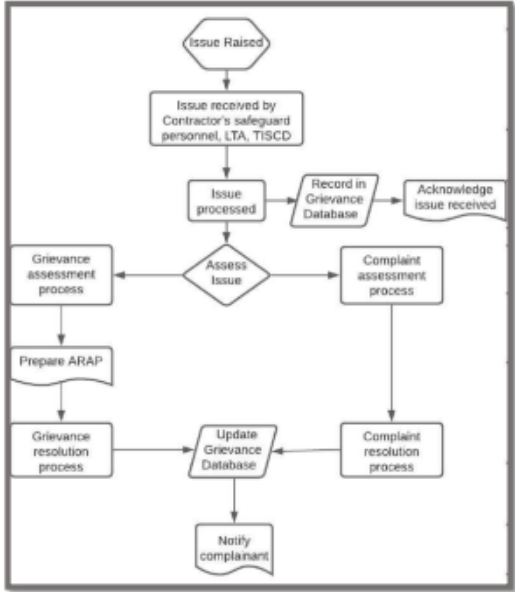 Issue Raised
Issue received by
Contractor's safeguard
personnel, LTA, TISCD
Issue
processed
Record in
Grievance
Database
Acknowledge
issue received
Grievance
assessment
process
Assess
Issue
Complaint
assessment
process
Prepare ARAP
Grievance
resolution
process
Update
Grievance
Database
Complaint
resolution
process
Notify
complainant